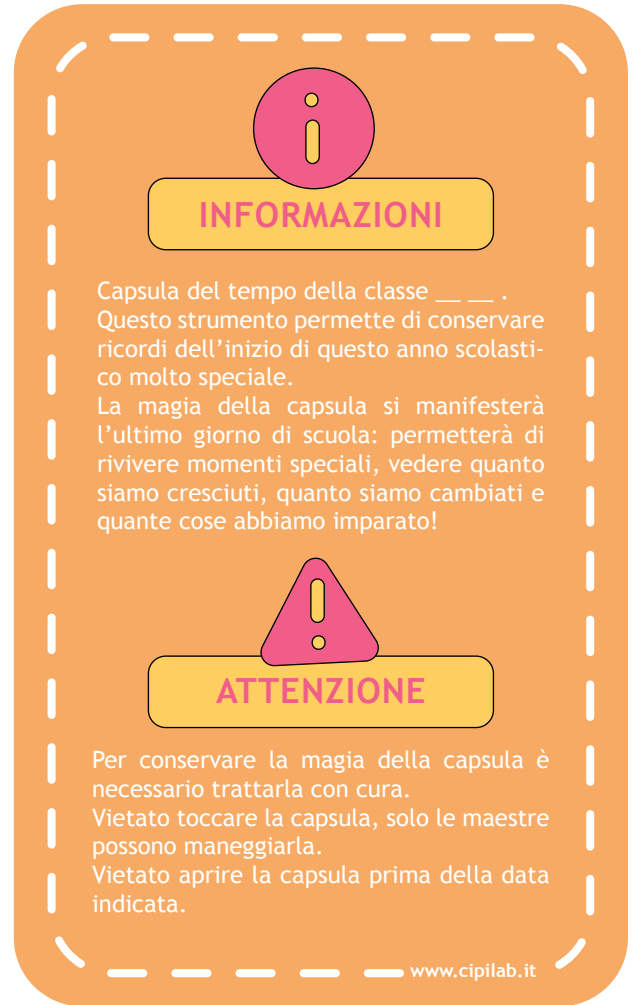 INFORMAZIONI
Capsula del tempo della classe __ __ .
Questo strumento permette di conservare
ricordi dell’inizio di questo anno scolasti-
co molto speciale.
La magia della capsula si manifesterà
l’ultimo giorno di scuola: permetterà di
rivivere momenti speciali, vedere quanto
siamo cresciuti, quanto siamo cambiati e
quante cose abbiamo imparato!
ATTENZIONE
Per conservare la magia della capsula è
necessario trattarla con cura.
Vietato toccare la capsula, solo le maestre
possono maneggiarla.
Vietato aprire la capsula prima della data
indicata.
www.cipilab.it